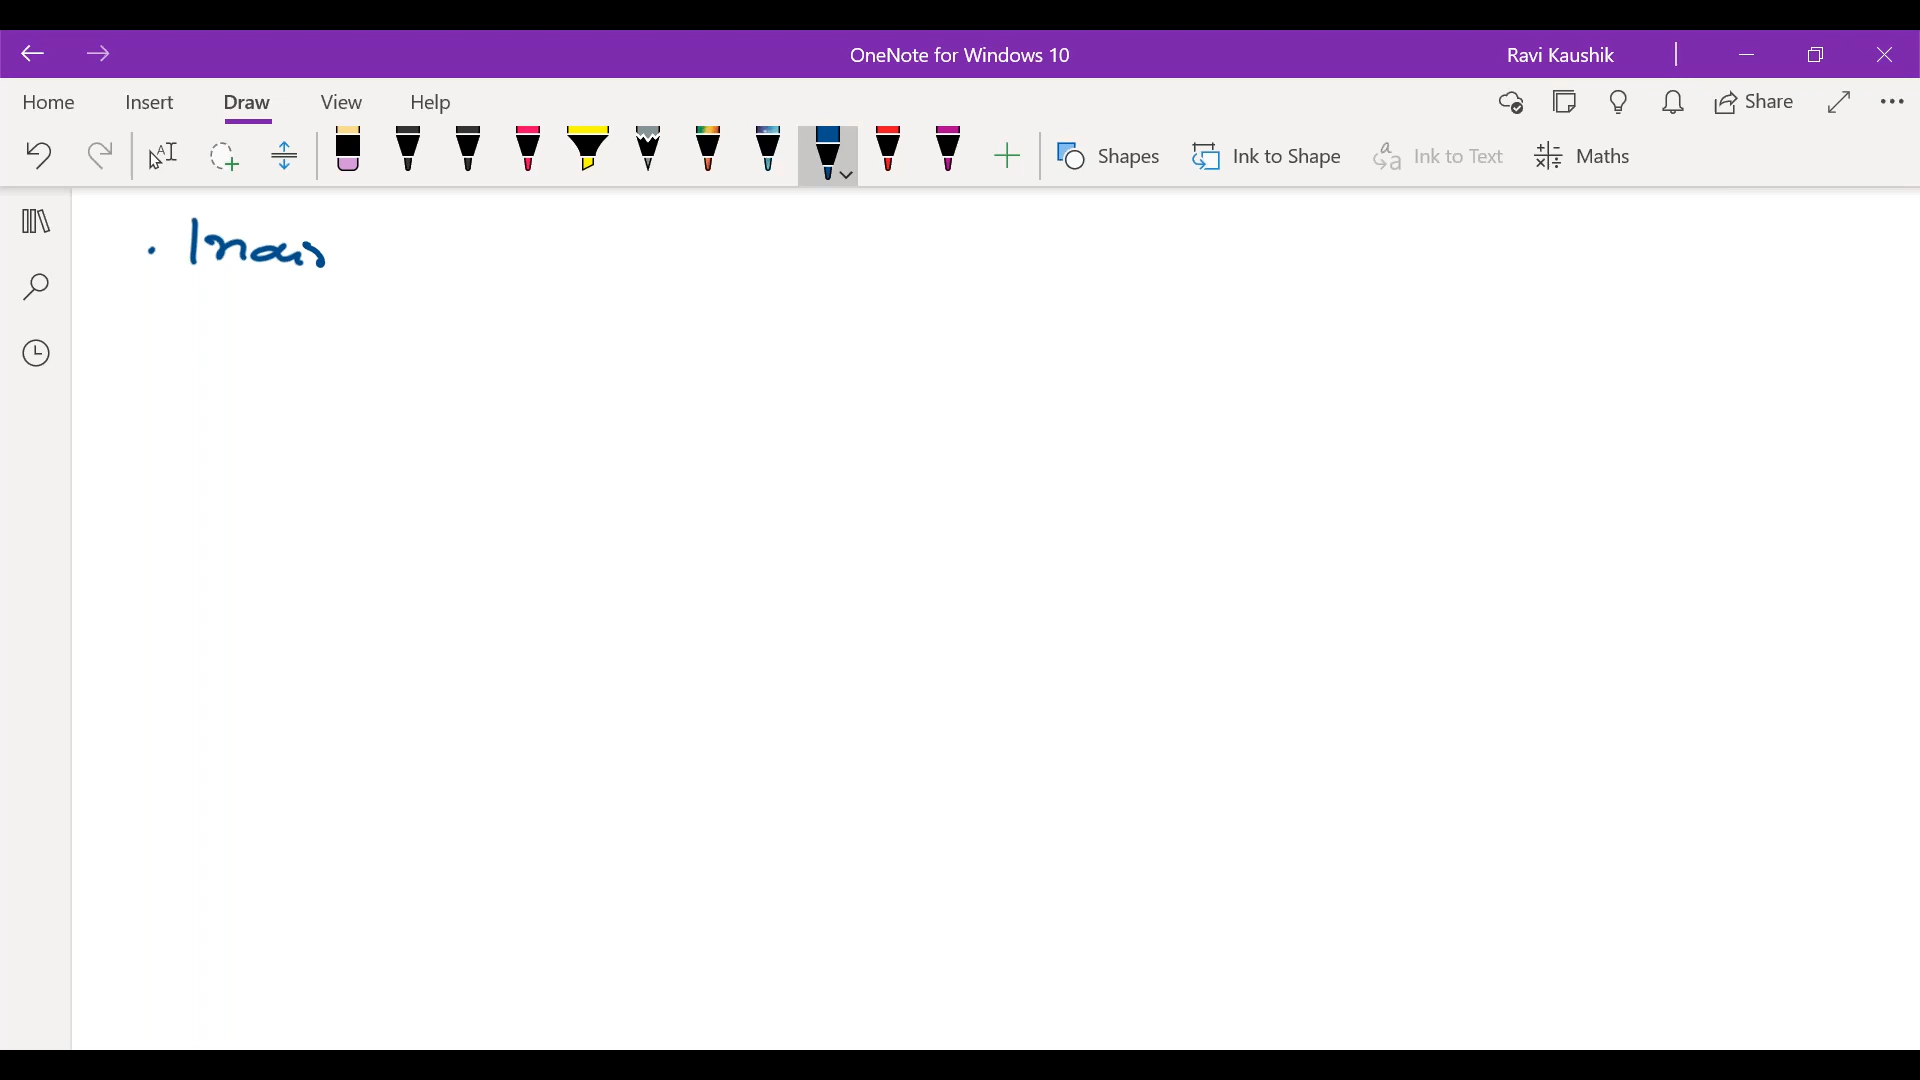 OneNote for Windows 10 Ravi Kaushik
Home Insert Draw View Help Share
Shapes Ink to Shape Ink to Text Maths